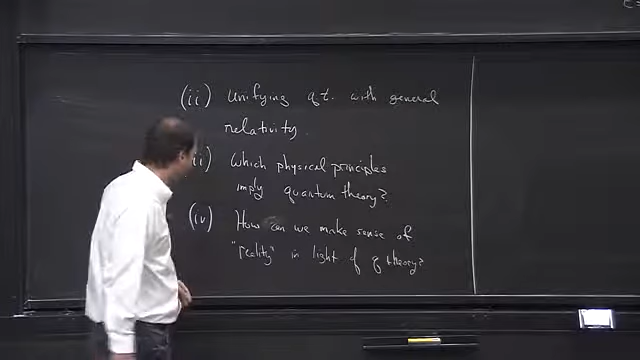 (ii) Unifying q.t. with general
relativity.
ii) Which physical principles
imply quantum theory?
(iv) How can we make sense of
"reality" in light of q theory?